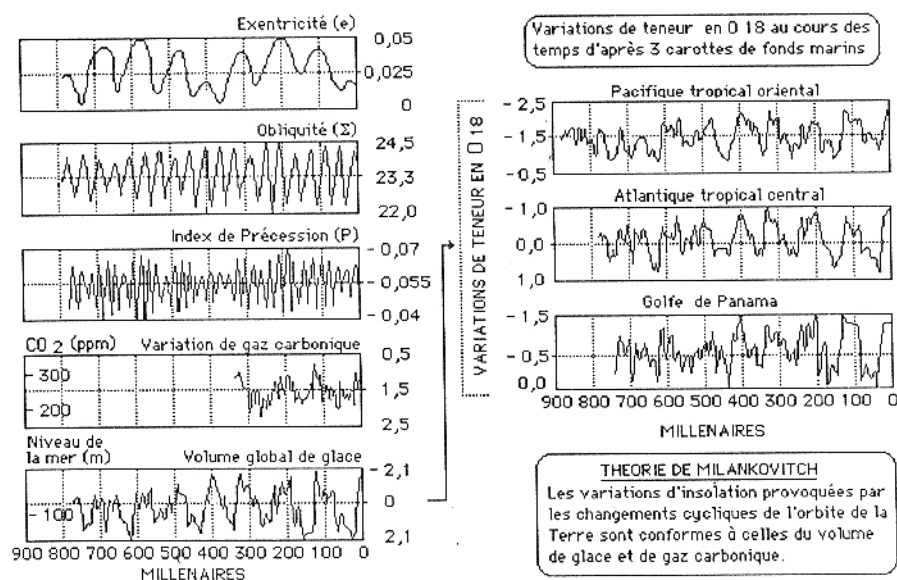 Exentricité (e)
0,05
0,025
0
Obliquité (Σ)
24,5
23,3
22,0
Index de Précession (P)
- 0,07
- 0,055
- 0,04
CO 2 (ppm)
Variation de gaz carbonique
300
200
0,5
1,5
2,5
Niveau de
la mer (m)
Volume global de glace
- 100
- 2,1
0
2,1
900 800 700 600 500 400 300 200 100 0
MILLENAIRES
Variations de teneur en O 18 au cours des
temps d'après 3 carottes de fonds marins
VARIATIONS DE TENEUR EN O 18
Pacifique tropical oriental
- 2,5
- 1,5
- 0,5
Atlantique tropical central
- 1,0
0,0
1,0
Golfe de Panama
- 1,5
- 0,5
0,0
900 800 700 600 500 400 300 200 100 0
MILLENAIRES
THEORIE DE MILANKOVITCH
Les variations d'insolation provoquées par
les changements cycliques de l'orbite de la
Terre sont conformes à celles du volume
de glace et de gaz carbonique.